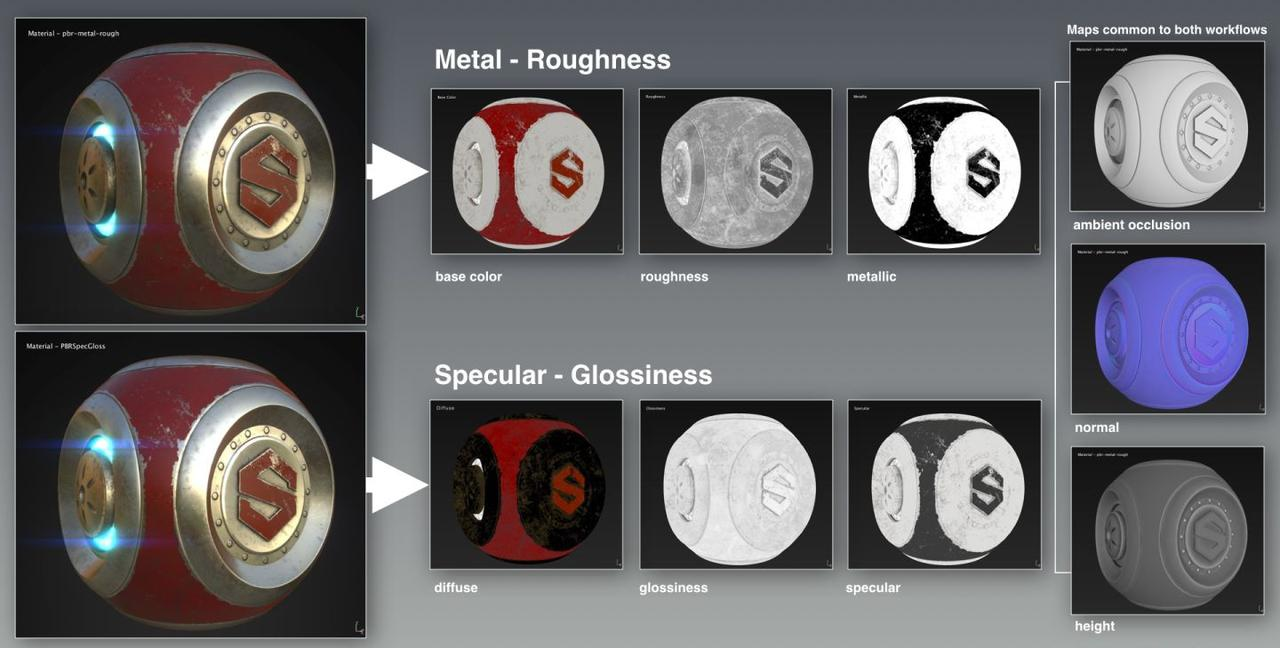 Material - pbr-metal-rough
Metal - Roughness
Base Color
Roughness
Metallic
base color
roughness
metallic
Material - PBRSpecGloss
Specular - Glossiness
Diffuse
Glossiness
Specular
diffuse
glossiness
specular
Maps common to both workflows
Material - pbr-metal-rough
ambient occlusion
Material - pbr-metal-rough
normal
Material - pbr-metal-rough
height